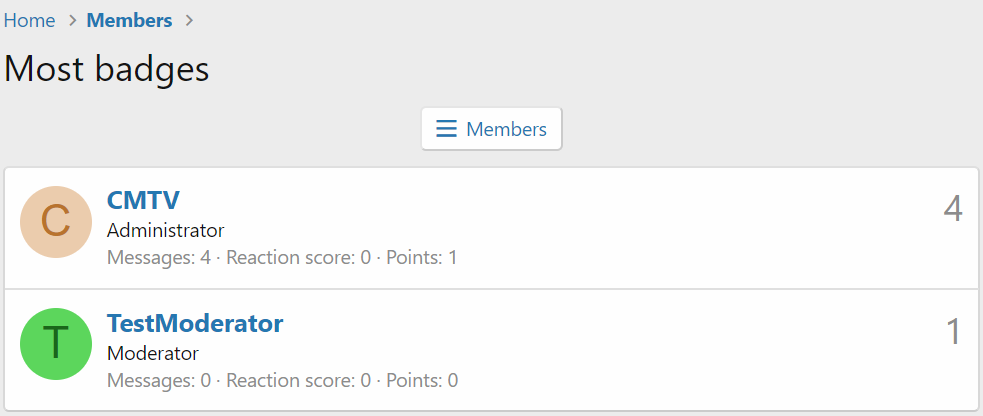 Home > Members >
Most badges
Members
C
CMTV
4
Administrator
Messages: 4 · Reaction score: 0 · Points: 1
T
TestModerator
1
Moderator
Messages: 0 · Reaction score: 0 · Points: 0